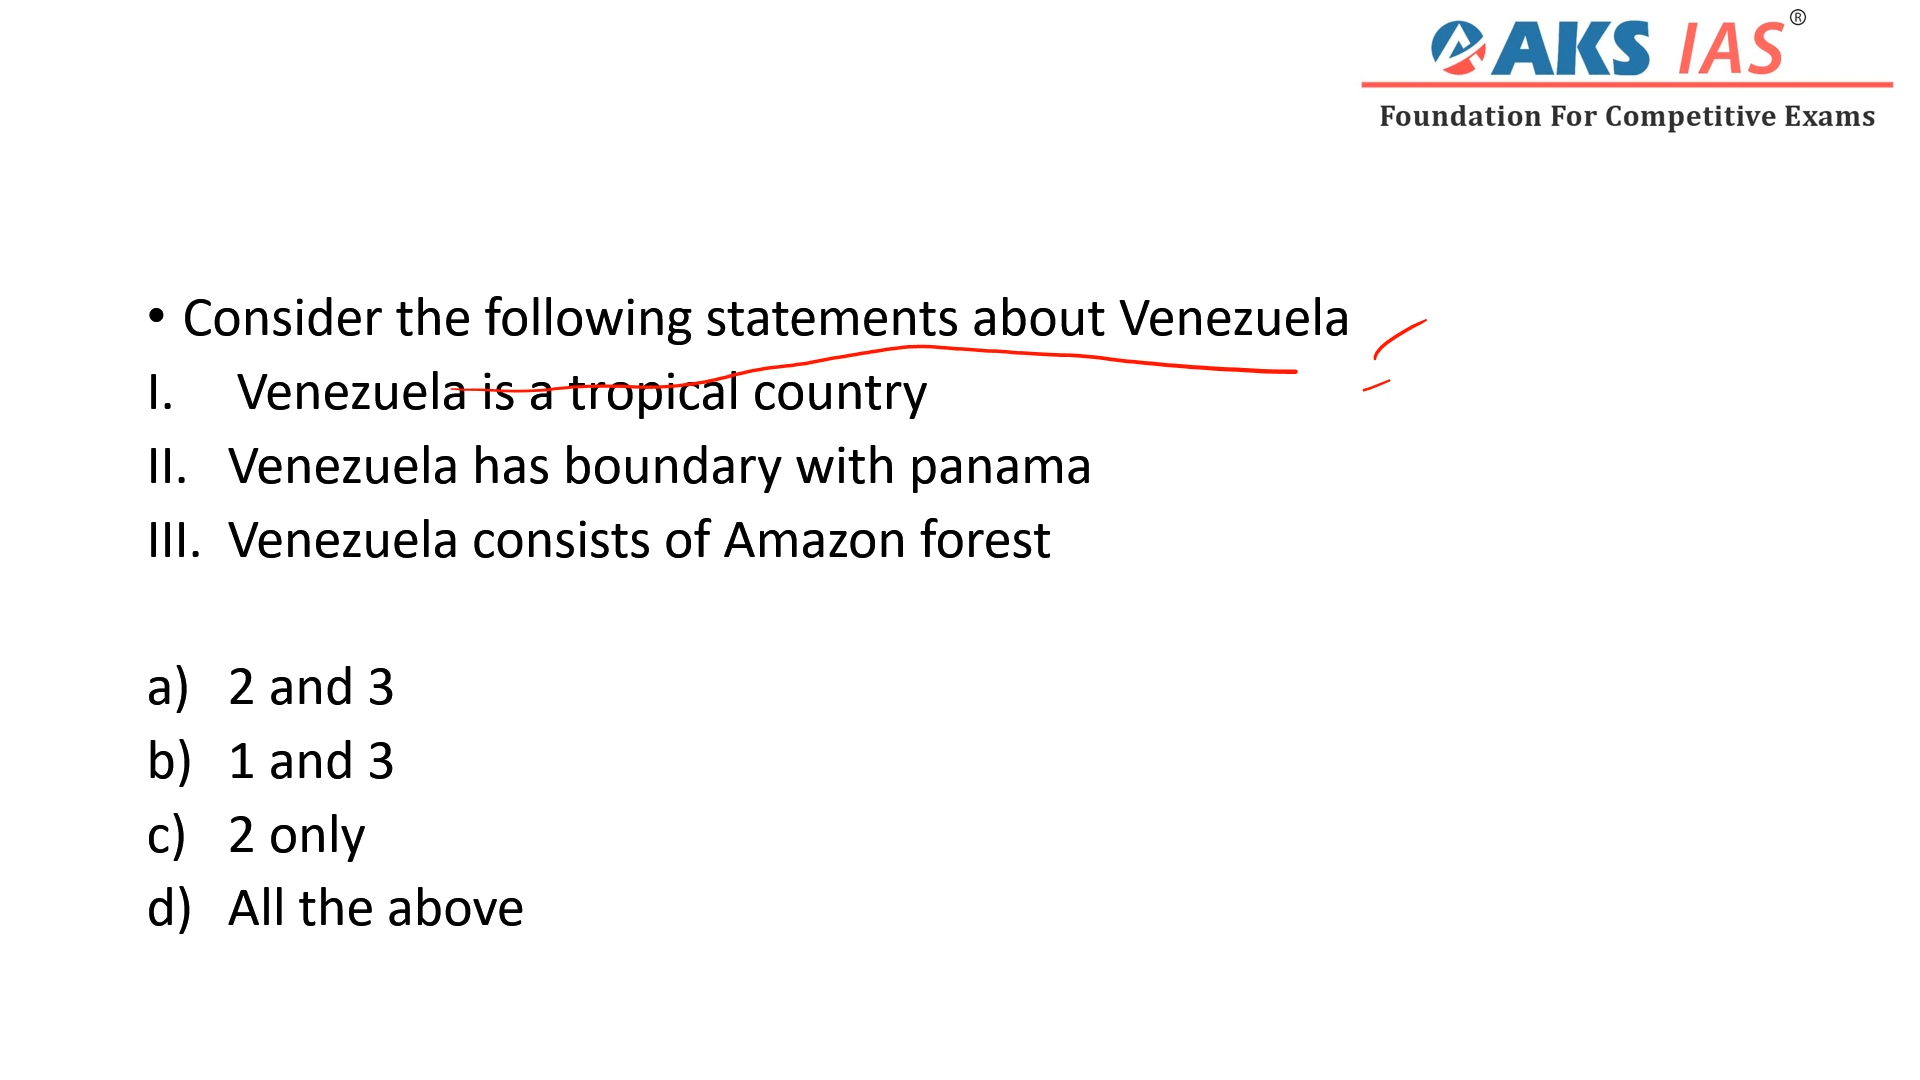 AKS IAS®
Foundation For Competitive Exams
• Consider the following statements about Venezuela
I. Venezuela is a tropical country
II. Venezuela has boundary with panama
III. Venezuela consists of Amazon forest
a) 2 and 3
b) 1 and 3
c) 2 only
d) All the above